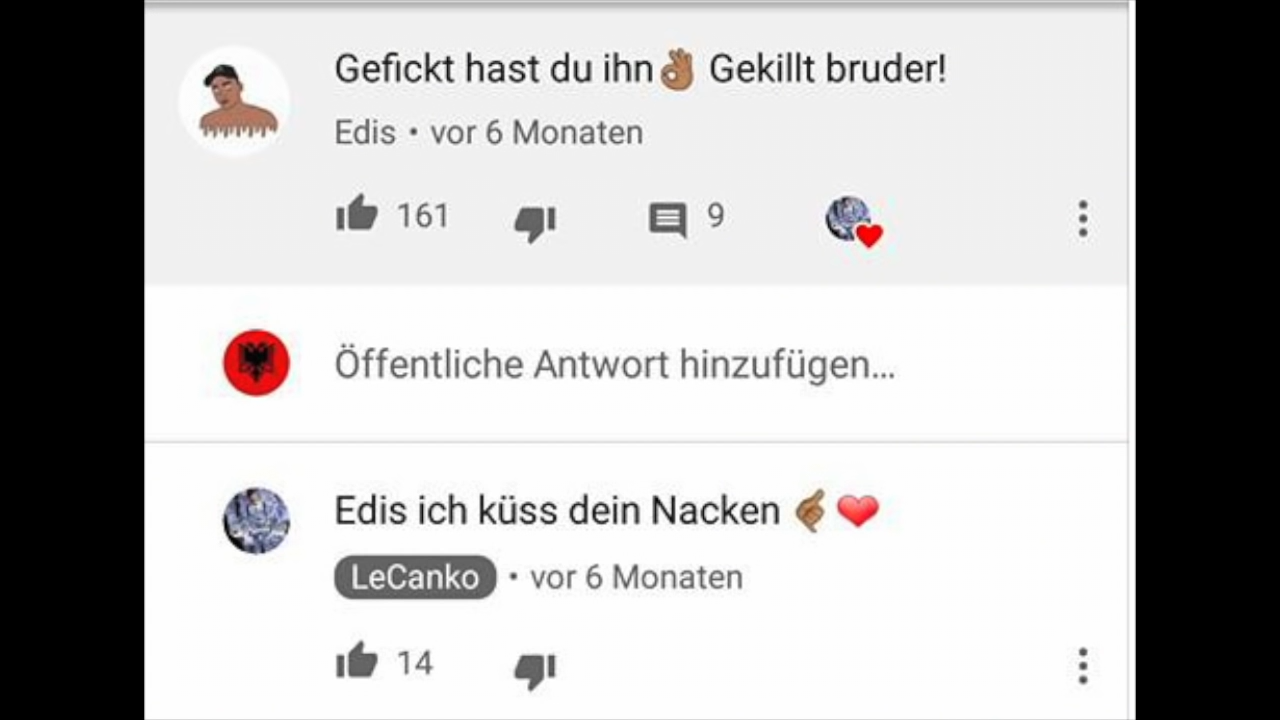 Gefickt hast du ihn👌🏾 Gekillt bruder!
Edis • vor 6 Monaten
161 9
Öffentliche Antwort hinzufügen...
Edis ich küss dein Nacken 🤙🏾❤
LeCanko • vor 6 Monaten
14